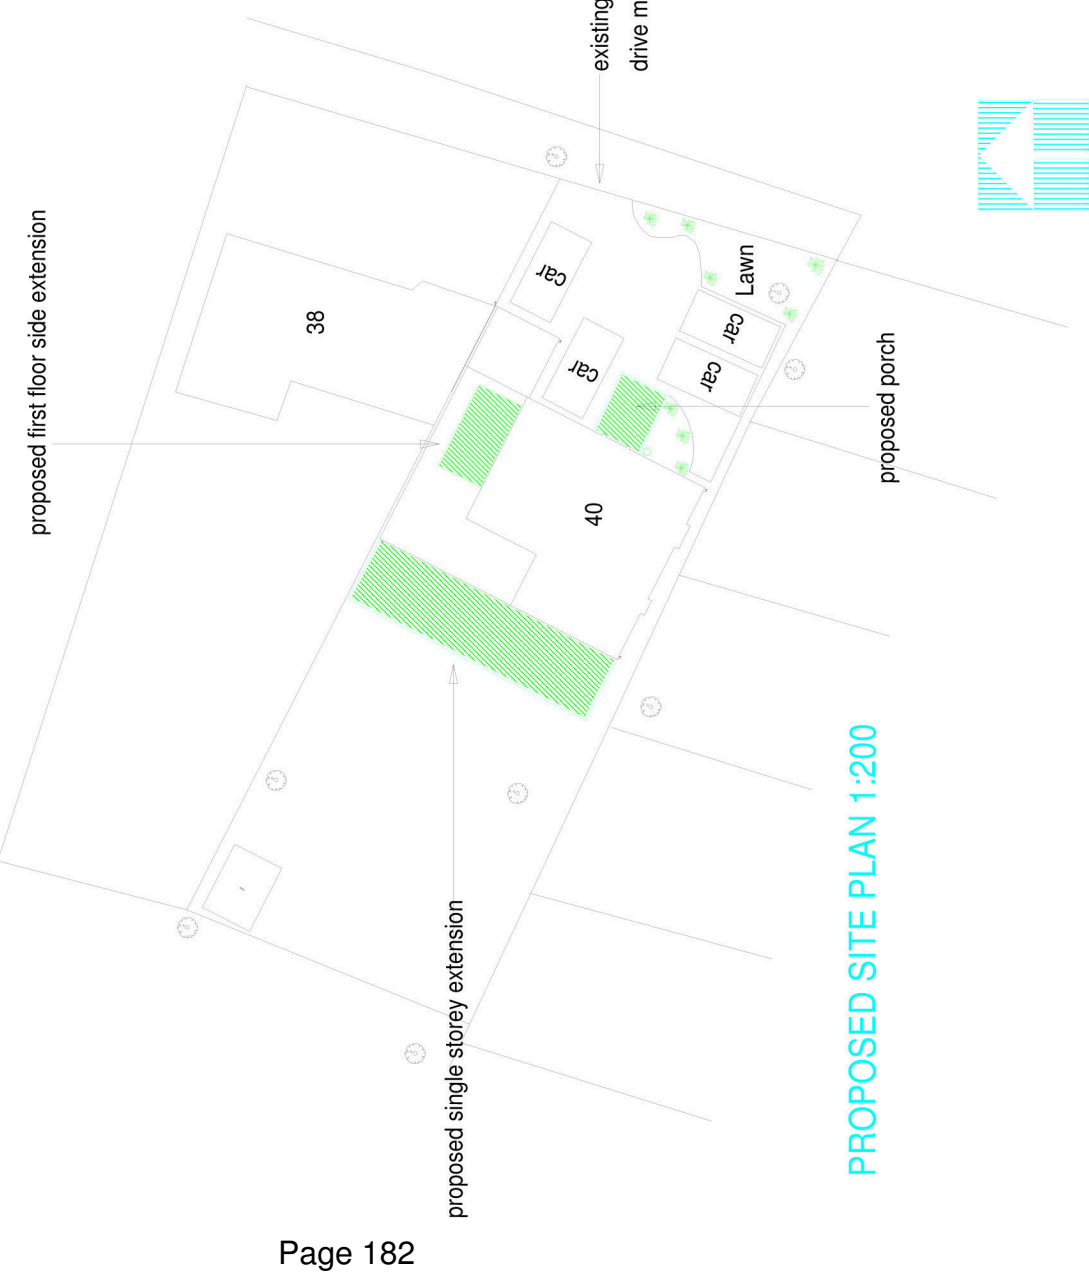 existing
drive m
proposed first floor side extension
38
car
car
Lawn
car
car
proposed porch
40
proposed single storey extension
PROPOSED SITE PLAN 1:200
Page 182